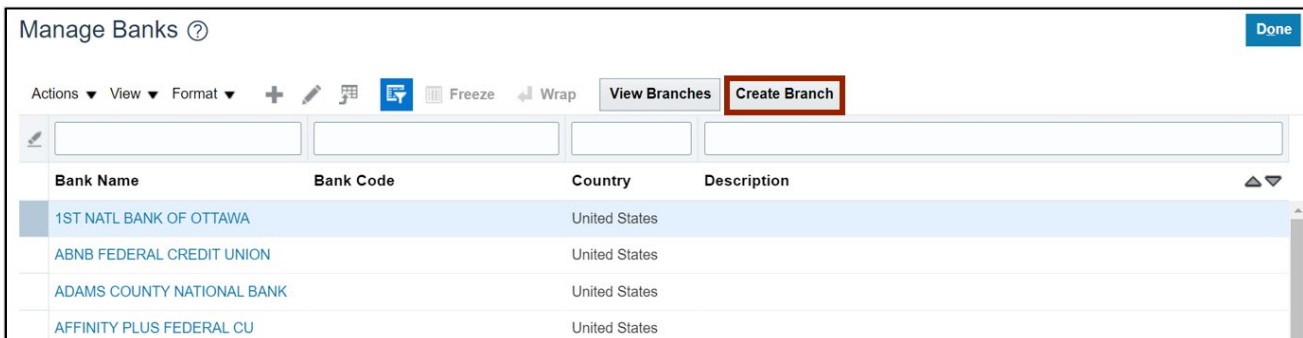 Manage Banks ?
Done
Actions View Format Freeze Wrap View Branches Create Branch
Bank Name Bank Code Country Description
1ST NATL BANK OF OTTAWA United States
ABNB FEDERAL CREDIT UNION United States
ADAMS COUNTY NATIONAL BANK United States
AFFINITY PLUS FEDERAL CU United States